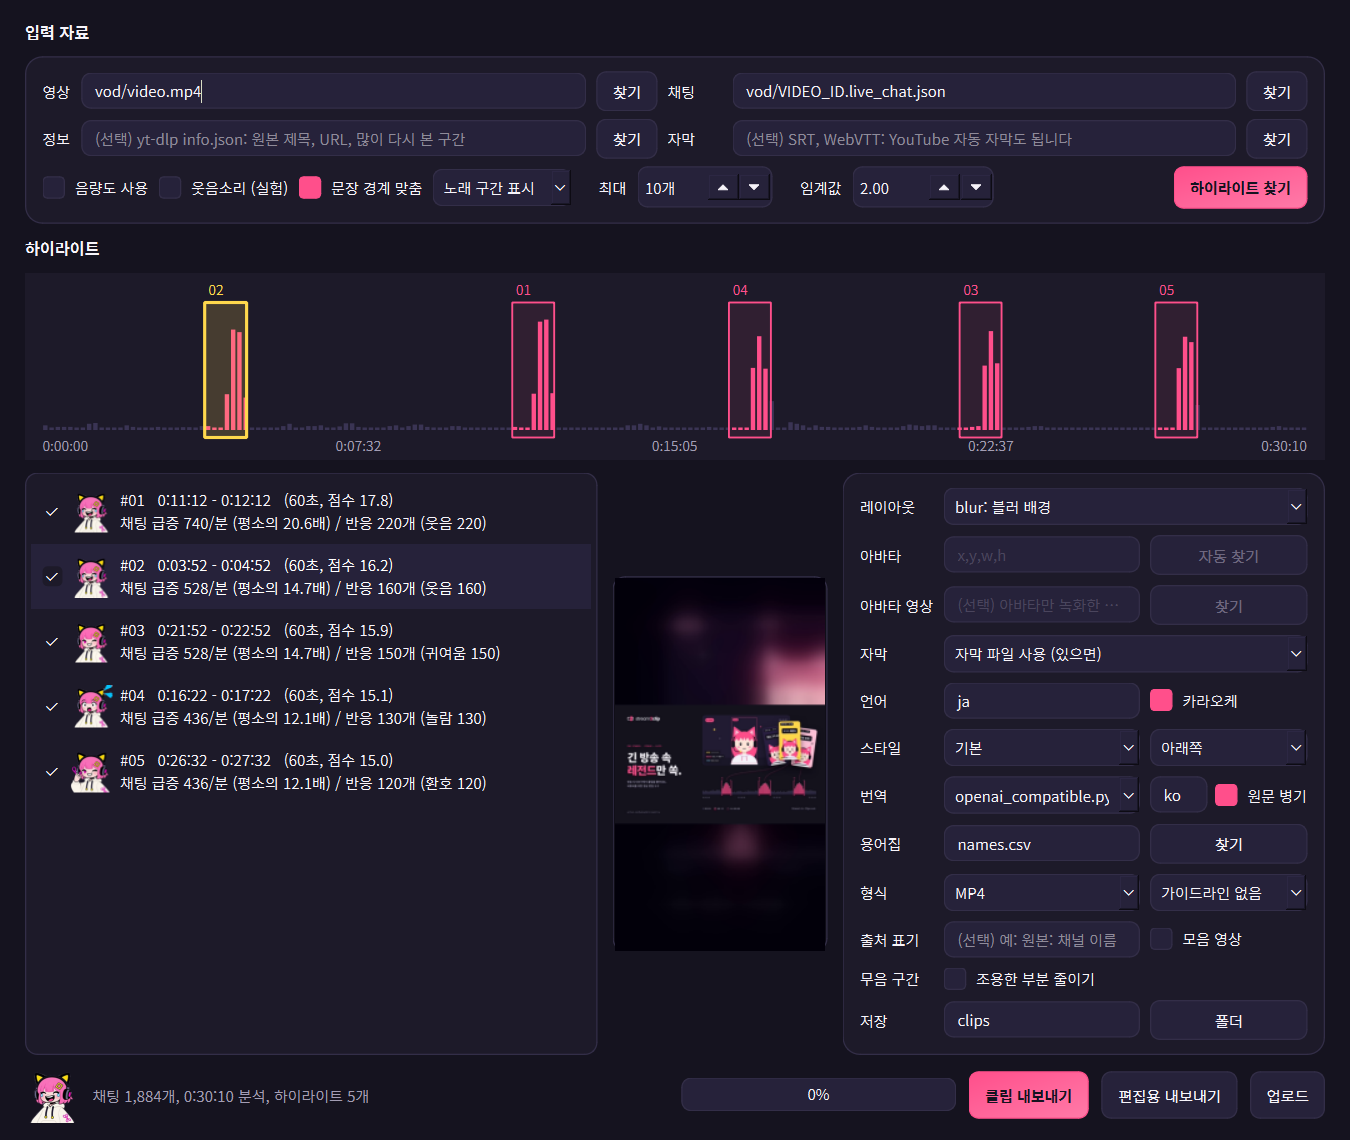 입력 자료
영상 vod/video.mp4 찾기 채팅 vod/VIDEO_ID.live_chat.json 찾기
정보 (선택) yt-dlp info.json: 원본 제목, URL, 많이 다시 본 구간 찾기 자막 (선택) SRT, WebVTT: YouTube 자동 자막도 됩니다 찾기
음량도 사용 웃음소리 (실험) 문장 경계 맞춤 노래 구간 표시 최대 10개 임계값 2.00 하이라이트 찾기
하이라이트
02 01 04 03 05
0:00:00 0:07:32 0:15:05 0:22:37 0:30:10
#01 0:11:12 - 0:12:12 (60초, 점수 17.8)
채팅 급증 740/분 (평소의 20.6배) / 반응 220개 (웃음 220)
#02 0:03:52 - 0:04:52 (60초, 점수 16.2)
채팅 급증 528/분 (평소의 14.7배) / 반응 160개 (웃음 160)
#03 0:21:52 - 0:22:52 (60초, 점수 15.9)
채팅 급증 528/분 (평소의 14.7배) / 반응 150개 (귀여움 150)
#04 0:16:22 - 0:17:22 (60초, 점수 15.1)
채팅 급증 436/분 (평소의 12.1배) / 반응 130개 (놀람 130)
#05 0:26:32 - 0:27:32 (60초, 점수 15.0)
채팅 급증 436/분 (평소의 12.1배) / 반응 120개 (환호 120)
긴 방송 속
레전드만 쏙.
레이아웃 blur: 블러 배경
아바타 x,y,w,h 자동 찾기
아바타 영상 (선택) 아바타만 녹화한 ⋯ 찾기
자막 자막 파일 사용 (있으면)
언어 ja 카라오케
스타일 기본 아래쪽
번역 openai_compatible.py ko 원문 병기
용어집 names.csv 찾기
형식 MP4 가이드라인 없음
출처 표기 (선택) 예: 원본: 채널 이름 모음 영상
무음 구간 조용한 부분 줄이기
저장 clips 폴더
채팅 1,884개, 0:30:10 분석, 하이라이트 5개 0% 클립 내보내기 편집용 내보내기 업로드